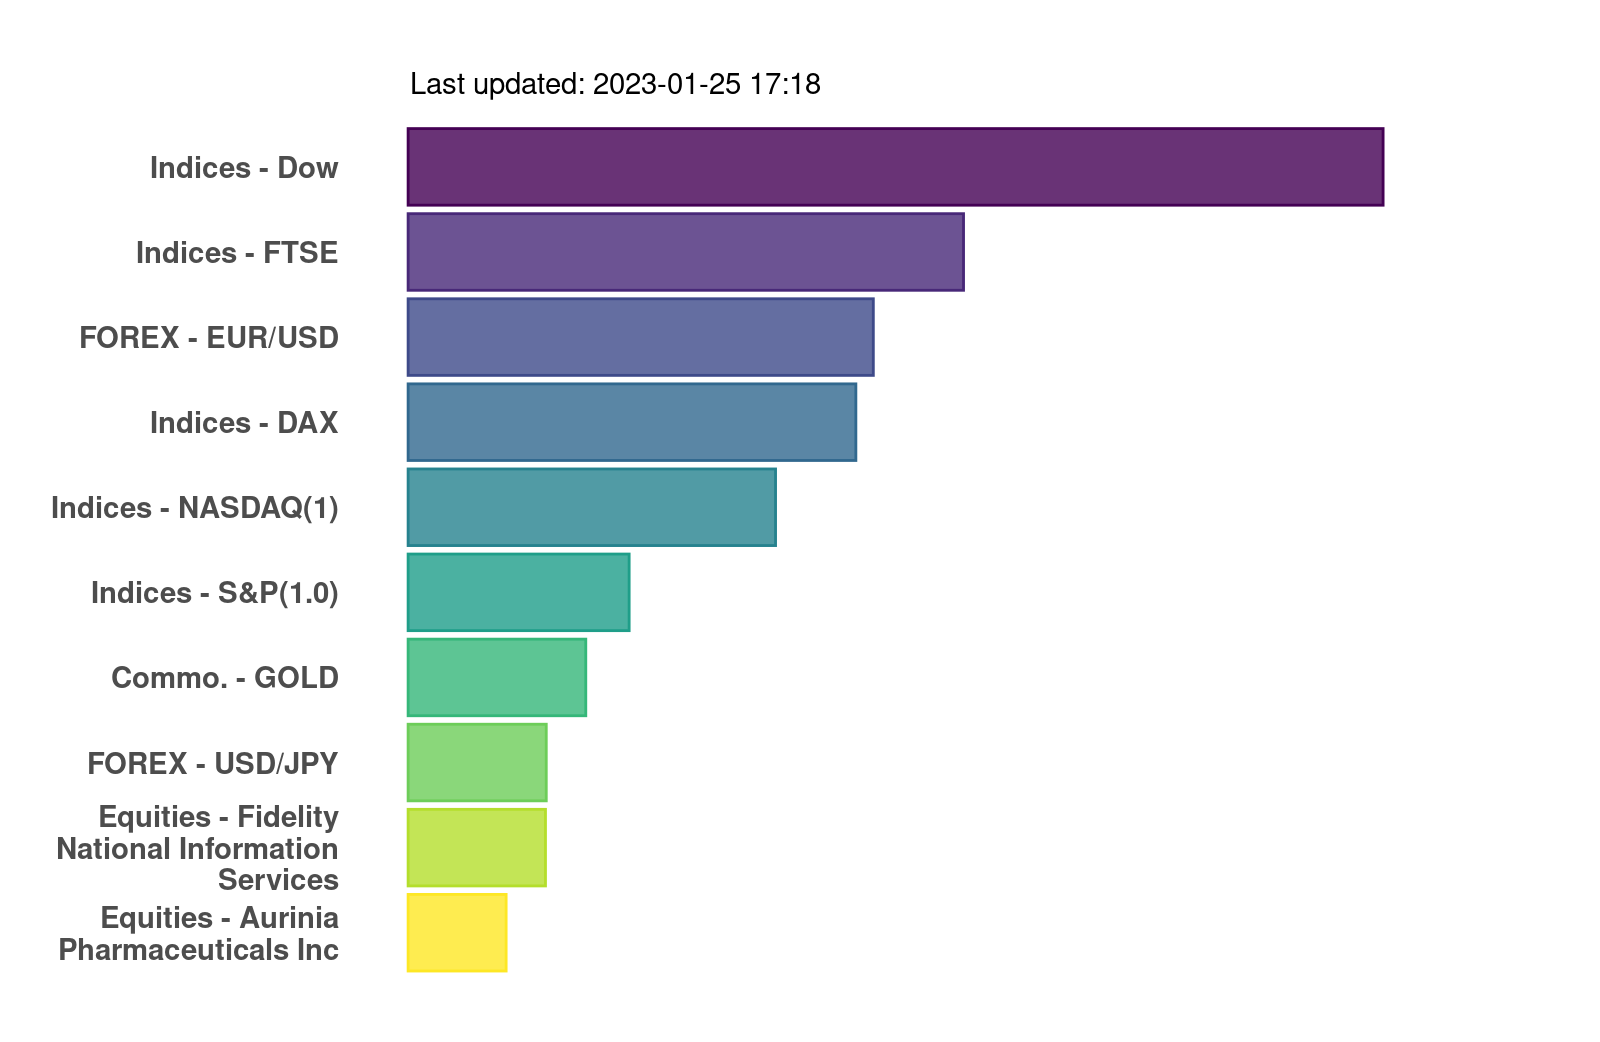 Last updated: 2023-01-25 17:18
Indices - Dow
Indices - FTSE
FOREX - EUR/USD
Indices - DAX
Indices - NASDAQ(1)
Indices - S&P(1.0)
Commo. - GOLD
FOREX - USD/JPY
Equities - Fidelity
National Information
Services
Equities - Aurinia
Pharmaceuticals Inc